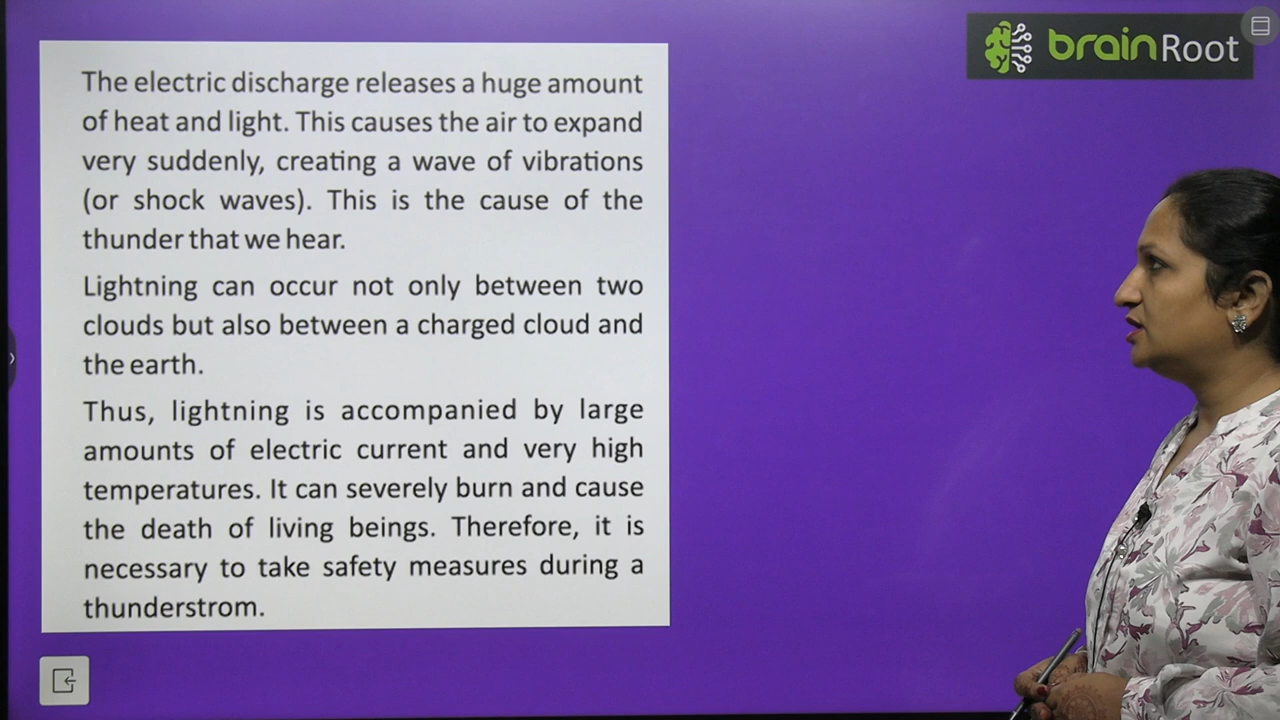 brainRoot
The electric discharge releases a huge amount
of heat and light. This causes the air to expand
very suddenly, creating a wave of vibrations
(or shock waves). This is the cause of the
thunder that we hear.
Lightning can occur not only between two
clouds but also between a charged cloud and
the earth.
Thus, lightning is accompanied by large
amounts of electric current and very high
temperatures. It can severely burn and cause
the death of living beings. Therefore, it is
necessary to take safety measures during a
thunderstrom.